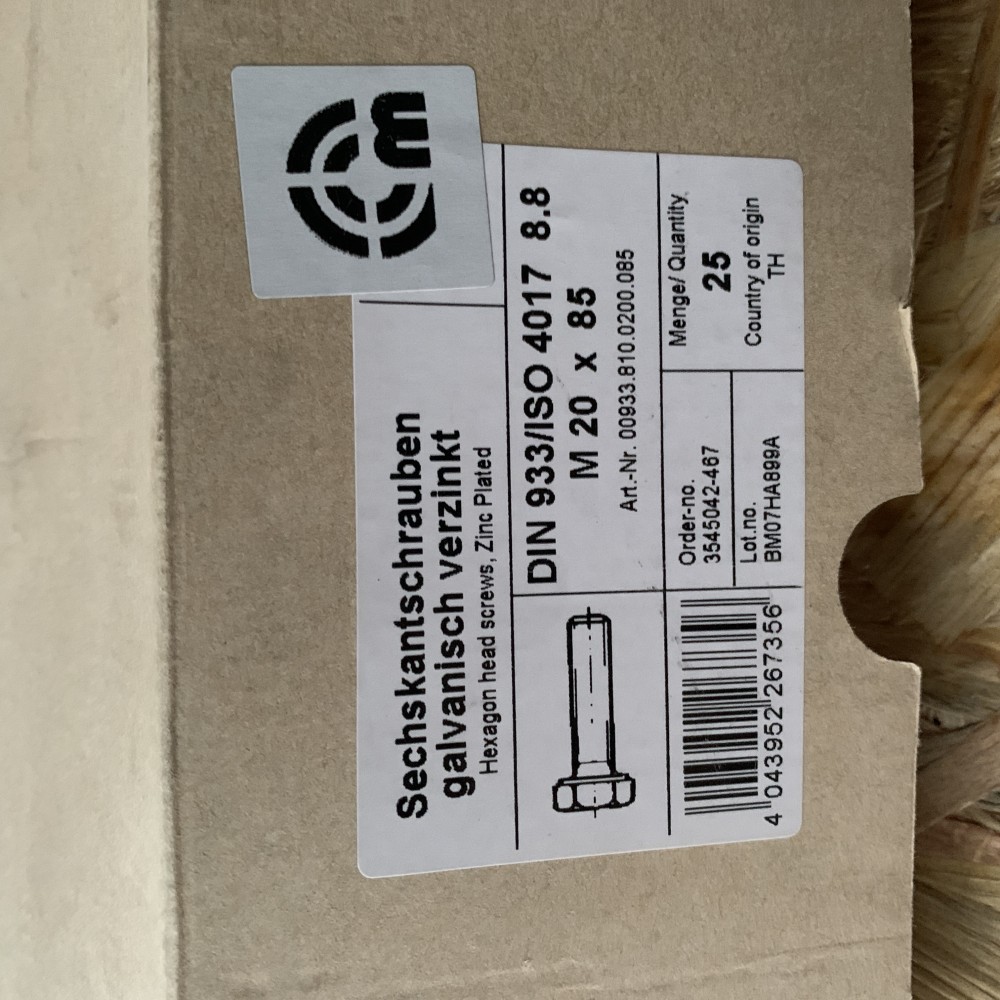 m
Sechskantschrauben
galvanisch verzinkt
Hexagon head screws, Zinc Plated
DIN 933/ISO 4017 8.8
M 20 x 85
Art.-Nr. 00933.810.0200.085
Order-no.
3545042-467
Lot.no.
BM07HA899A
Menge/ Quantity
25
Country of origin
TH
4 043952 267356